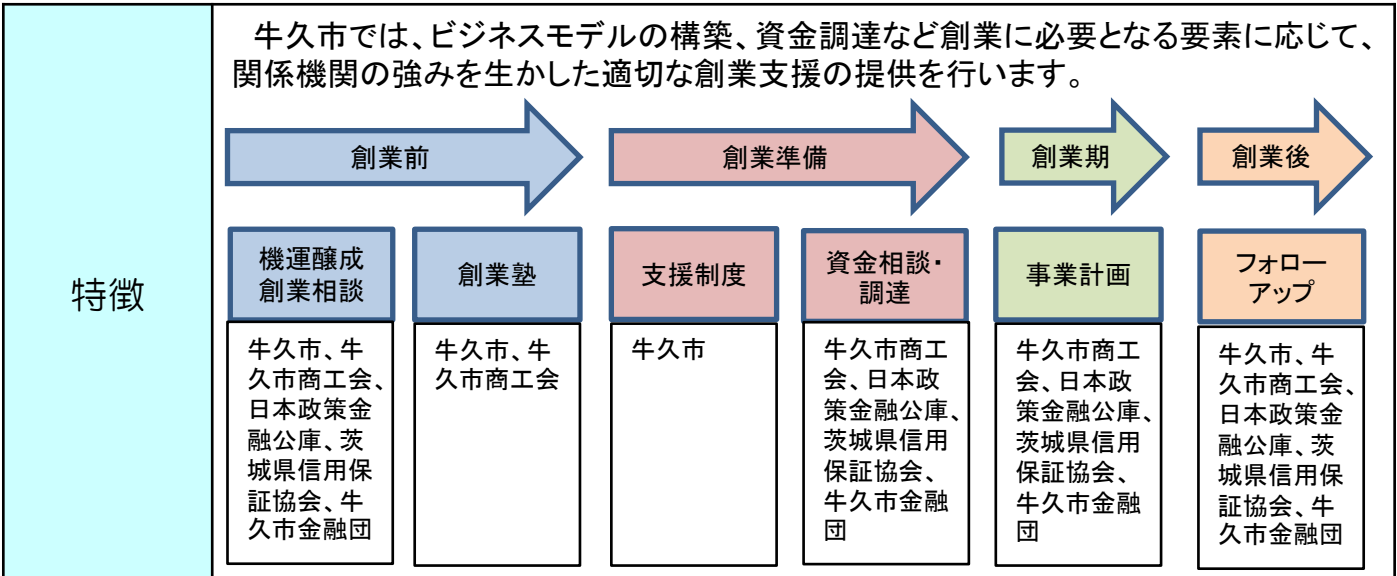 特徴
牛久市では、ビジネスモデルの構築、資金調達など創業に必要となる要素に応じて、
関係機関の強みを生かした適切な創業支援の提供を行います。
創業前
創業準備
創業期
創業後
機運醸成
創業相談
創業塾
支援制度
資金相談・
調達
事業計画
フォロー
アップ
牛久市、牛
久市商工会、
日本政策金
融公庫、茨
城県信用保
証協会、牛
久市金融団
牛久市、牛
久市商工会
牛久市
牛久市商工
会、日本政
策金融公庫、
茨城県信用
保証協会、
牛久市金融
団
牛久市商工
会、日本政
策金融公庫、
茨城県信用
保証協会、
牛久市金融
団
牛久市、牛
久市商工会、
日本政策金
融公庫、茨
城県信用保
証協会、牛
久市金融団